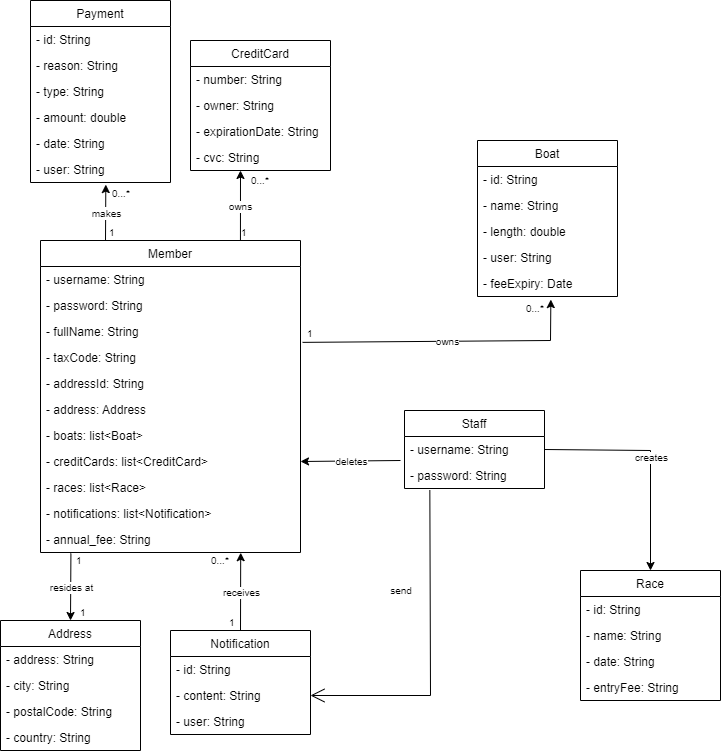 Payment
- id: String
- reason: String
- type: String
- amount: double
- date: String
- user: String
CreditCard
- number: String
- owner: String
- expirationDate: String
- cvc: String
Boat
- id: String
- name: String
- length: double
- user: String
- feeExpiry: Date
0...*
makes
1
0...*
owns
1
Member
- username: String
- password: String
- fullName: String
- taxCode: String
- addressId: String
- address: Address
- boats: list<Boat>
- creditCards: list<CreditCard>
- races: list<Race>
- notifications: list<Notification>
- annual_fee: String
0...*
1
owns
Staff
- username: String
- password: String
deletes
creates
send
1
resides at
1
0...*
receives
1
Address
- address: String
- city: String
- postalCode: String
- country: String
Notification
- id: String
- content: String
- user: String
Race
- id: String
- name: String
- date: String
- entryFee: String